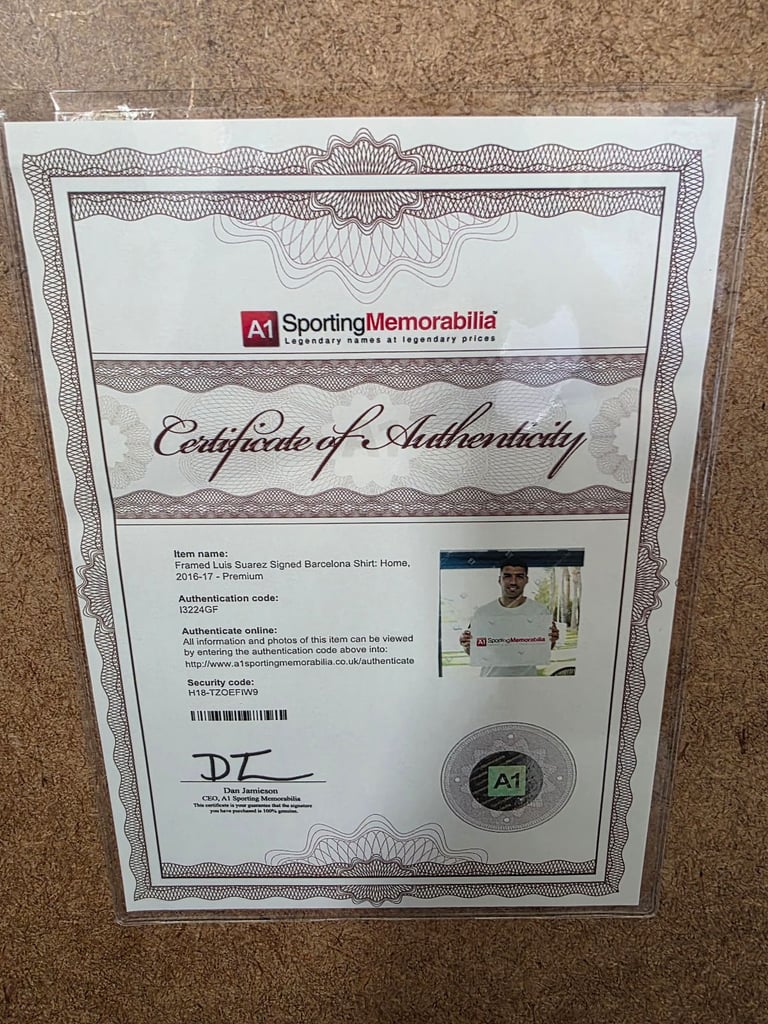 A1 SportingMemorabilia™
Legendary names at legendary prices
Certificate of Authenticity
Item name:
Framed Luis Suarez Signed Barcelona Shirt: Home,
2016-17 - Premium
Authentication code:
I3224GF
Authenticate online:
All information and photos of this item can be viewed
by entering the authentication code above into:
http://www.a1sportingmemorabilia.co.uk/authenticate
Security code:
H18-TZOEFIW9
A1 SportingMemorabilia
Dan Jamieson
CEO, A1 Sporting Memorabilia
This certificate is your guarantee that the signature
you have purchased is 100% genuine.
A1